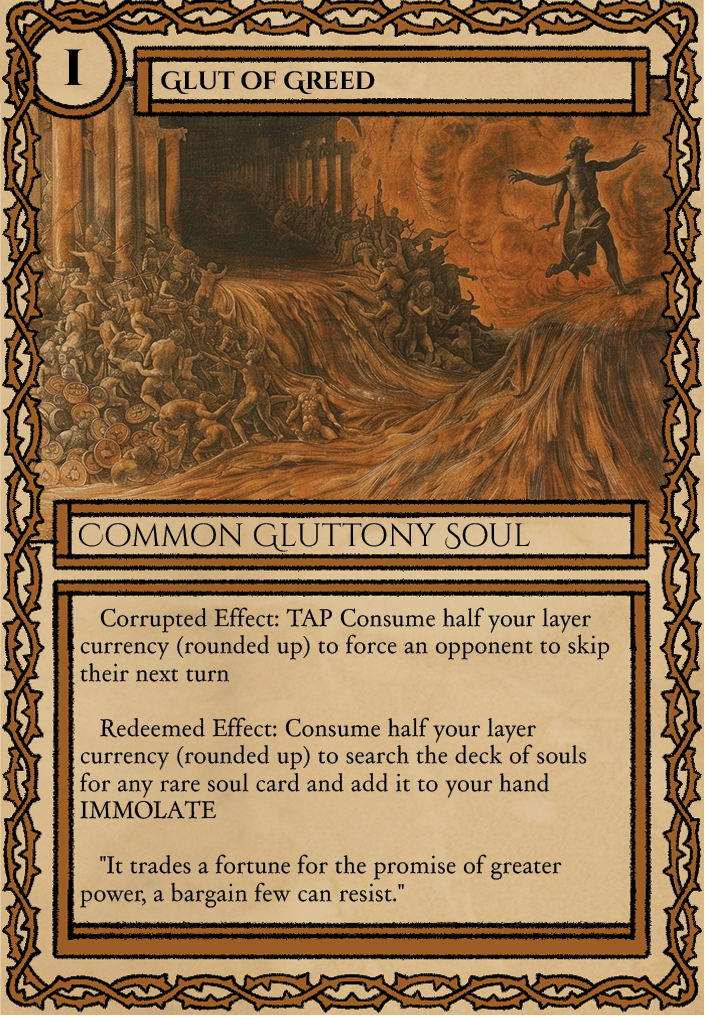 I
Glut of Greed
Common Gluttony Soul
Corrupted Effect: TAP Consume half your layer
currency (rounded up) to force an opponent to skip
their next turn
Redeemed Effect: Consume half your layer
currency (rounded up) to search the deck of souls
for any rare soul card and add it to your hand
IMMOLATE
"It trades a fortune for the promise of greater
power, a bargain few can resist."